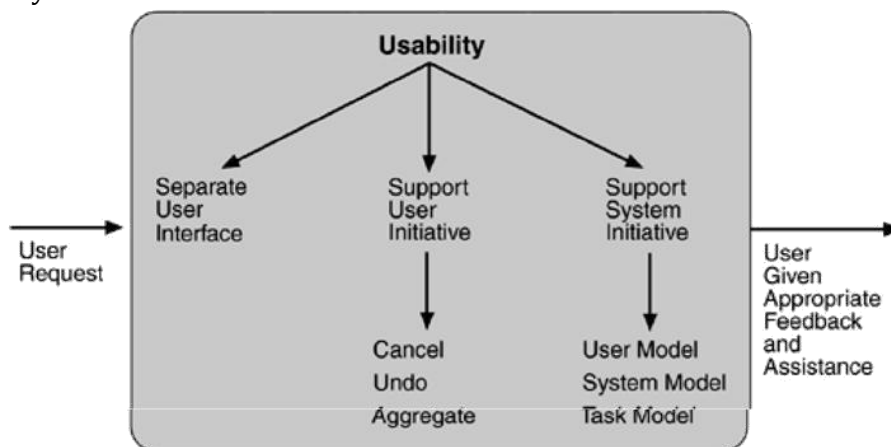 Usability
Separate
User
Interface
Support
User
Initiative
Support
System
Initiative
User
Request
User
Given
Appropriate
Feedback
and
Assistance
Cancel
Undo
Aggregate
User Model
System Model
Task Model